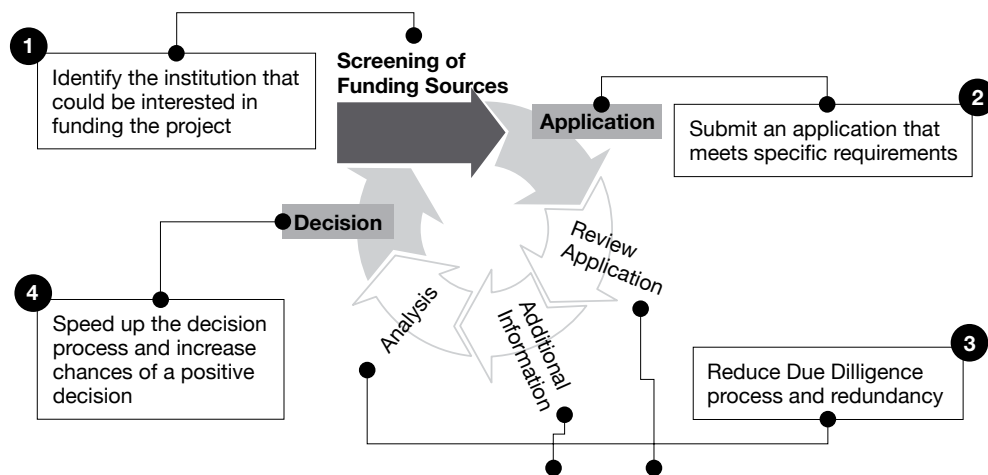 1
Identify the institution that
could be interested in
funding the project
Screening of
Funding Sources
Application
2
Submit an application that
meets specific requirements
Review
Application
Additional
Information
Analysis
Decision
3
Reduce Due Dilligence
process and redundancy
4
Speed up the decision
process and increase
chances of a positive
decision